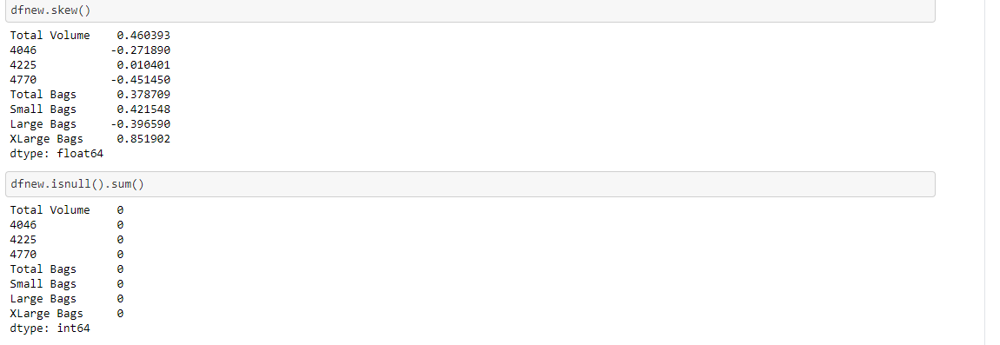 dfnew.skew()
Total Volume    0.460393
4046           -0.271890
4225            0.010401
4770           -0.451450
Total Bags      0.378709
Small Bags      0.421548
Large Bags     -0.396590
XLarge Bags     0.851902
dtype: float64
dfnew.isnull().sum()
Total Volume    0
4046            0
4225            0
4770            0
Total Bags      0
Small Bags      0
Large Bags      0
XLarge Bags     0
dtype: int64